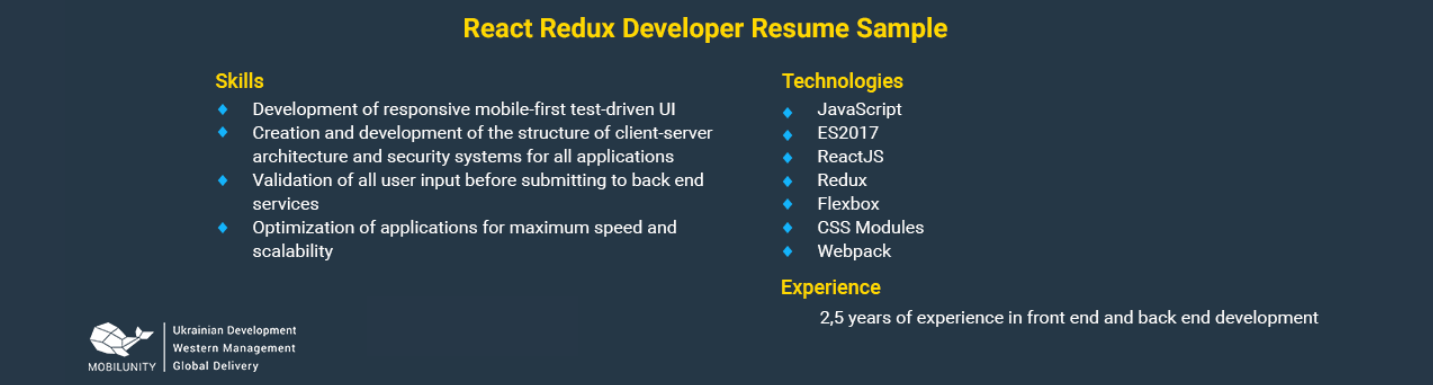 React Redux Developer Resume Sample
Skills
Development of responsive mobile-first test-driven UI
Creation and development of the structure of client-server
architecture and security systems for all applications
Validation of all user input before submitting to back end
services
Optimization of applications for maximum speed and
scalability
Technologies
JavaScript
ES2017
ReactJS
Redux
Flexbox
CSS Modules
Webpack
Experience
2,5 years of experience in front end and back end development
MOBILUNITY
Ukrainian Development
Western Management
Global Delivery